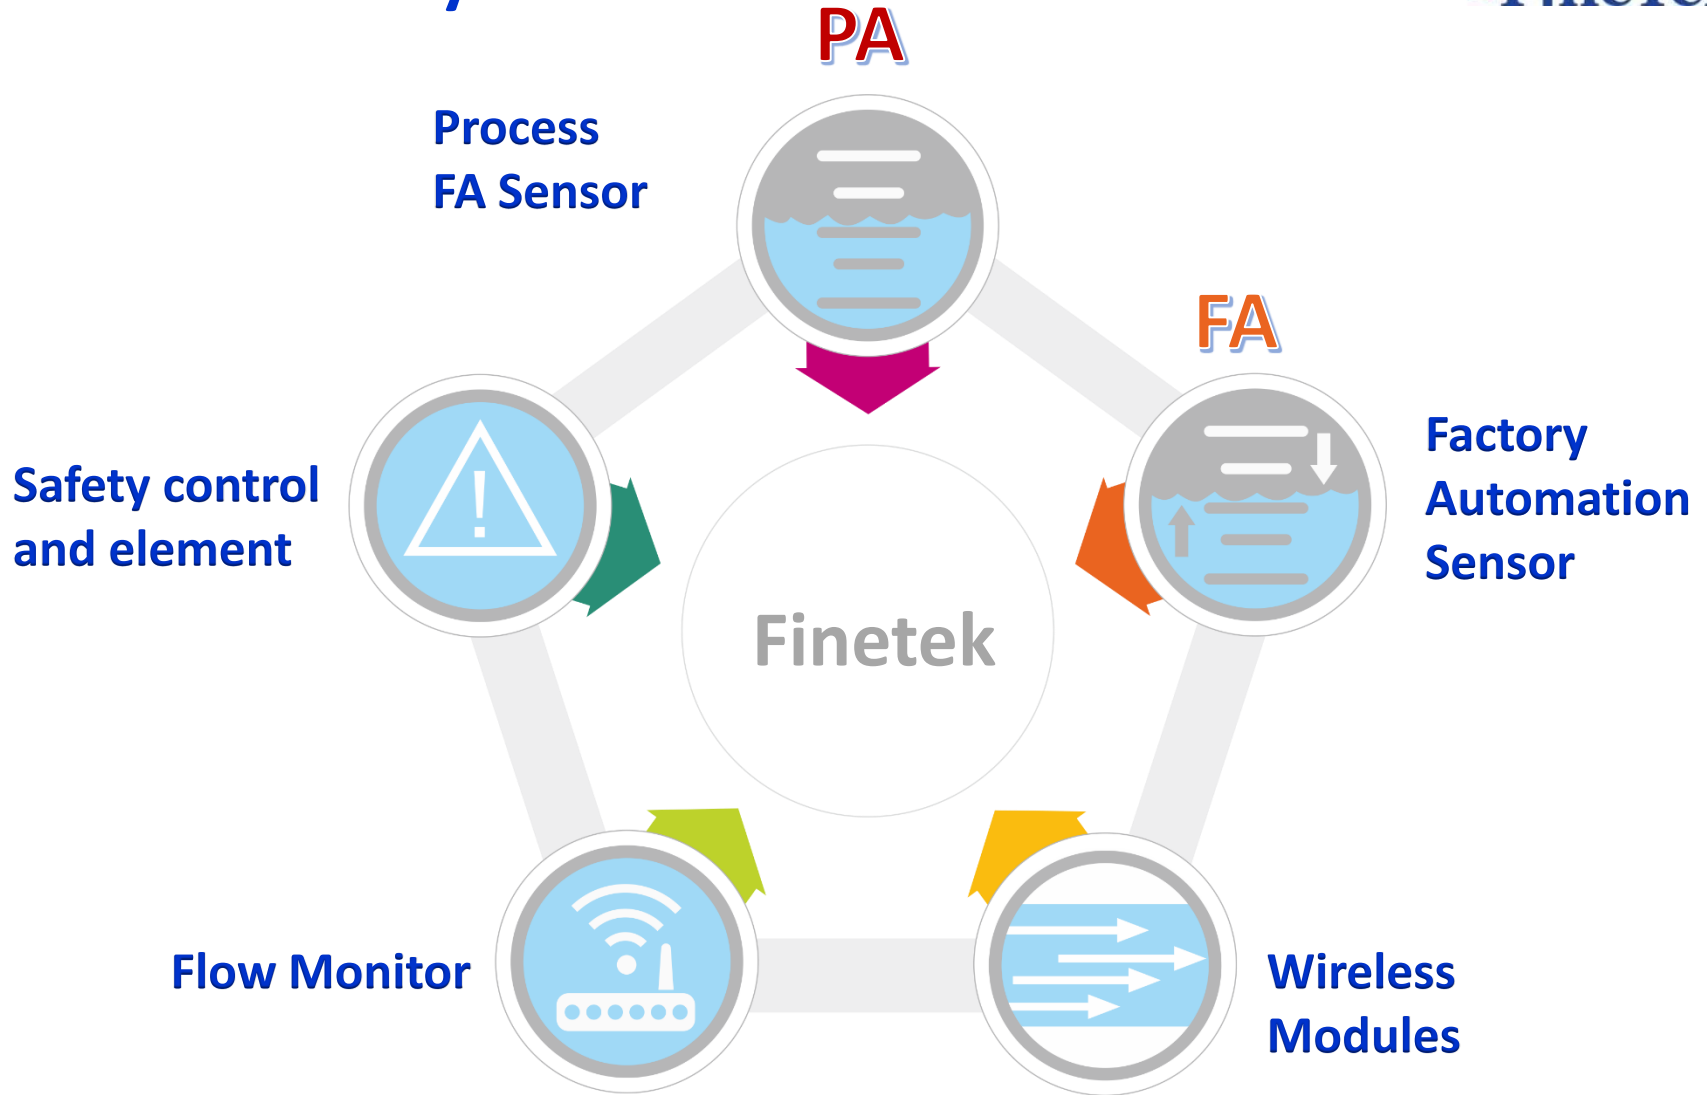 PA
Process
FA Sensor
FA
Factory
Automation
Sensor
Safety control
and element
!
Finetek
Flow Monitor
Wireless
Modules